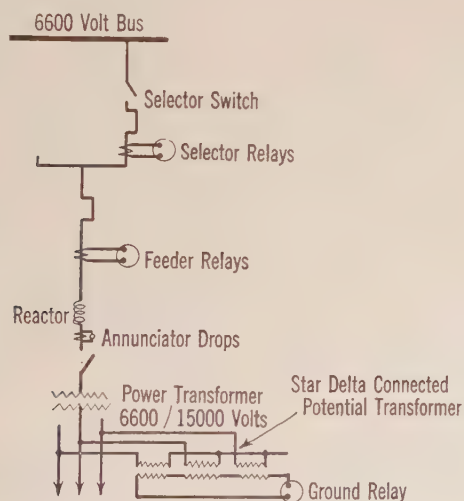 6600 Volt Bus
Selector Switch
Selector Relays
Feeder Relays
Reactor
Annunciator Drops
Power Transformer
6600 / 15000 Volts
Star Delta Connected
Potential Transformer
Ground Relay